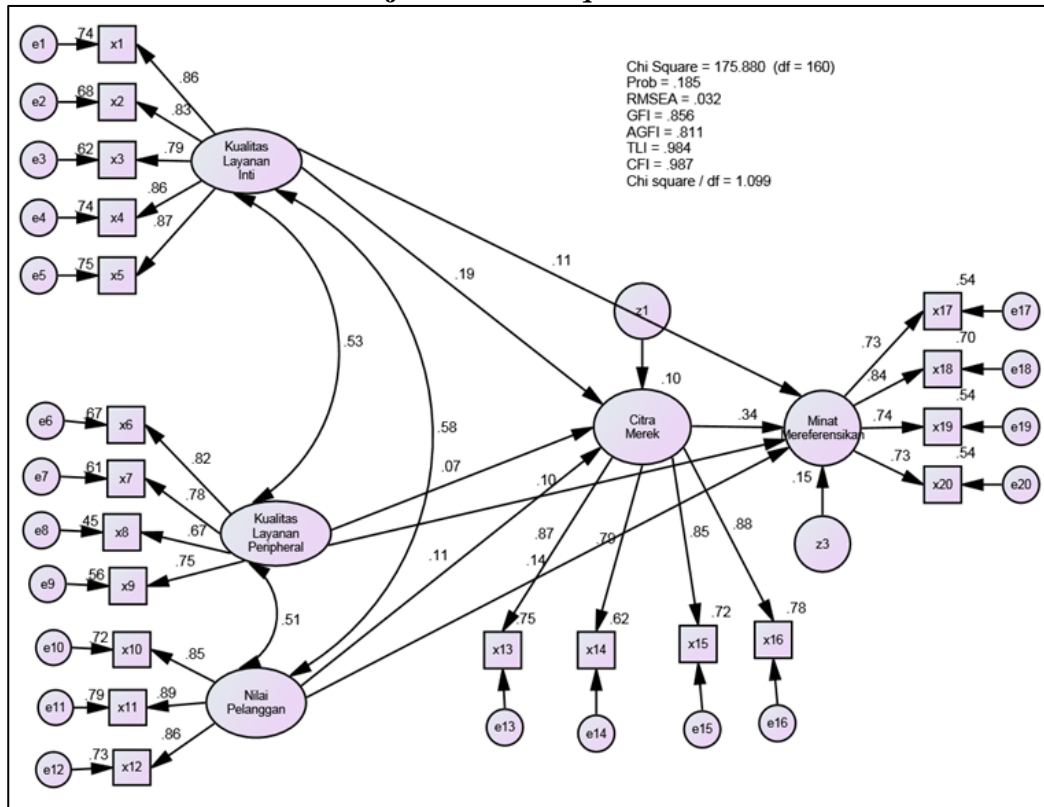 Chi Square = 175.880 (df = 160)
Prob = .185
RMSEA = .032
GFI = .856
AGFI = .811
TLI = .984
CFI = .987
Chi square / df = 1.099
e1
.74
x1
.86
e2
.68
x2
.83
e3
.62
x3
.79
e4
.74
x4
.86
e5
.75
x5
.87
Kualitas
Layanan
Inti
.19
.11
.53
.58
z1
.10
Citra
Merek
.34
Minat
Mereferensikan
.15
z3
.54
x17
e17
.73
.70
x18
e18
.84
.54
x19
e19
.74
.54
x20
e20
.73
e6
.67
x6
.82
e7
.61
x7
.78
e8
.45
x8
.67
e9
.56
x9
.75
Kualitas
Layanan
Peripheral
.07
.10
.51
.11
.14
e10
.72
x10
.85
e11
.79
x11
.89
e12
.73
x12
.86
Nilai
Pelanggan
.87
.79
.85
.88
.75
x13
.62
x14
.72
x15
.78
x16
e13
e14
e15
e16